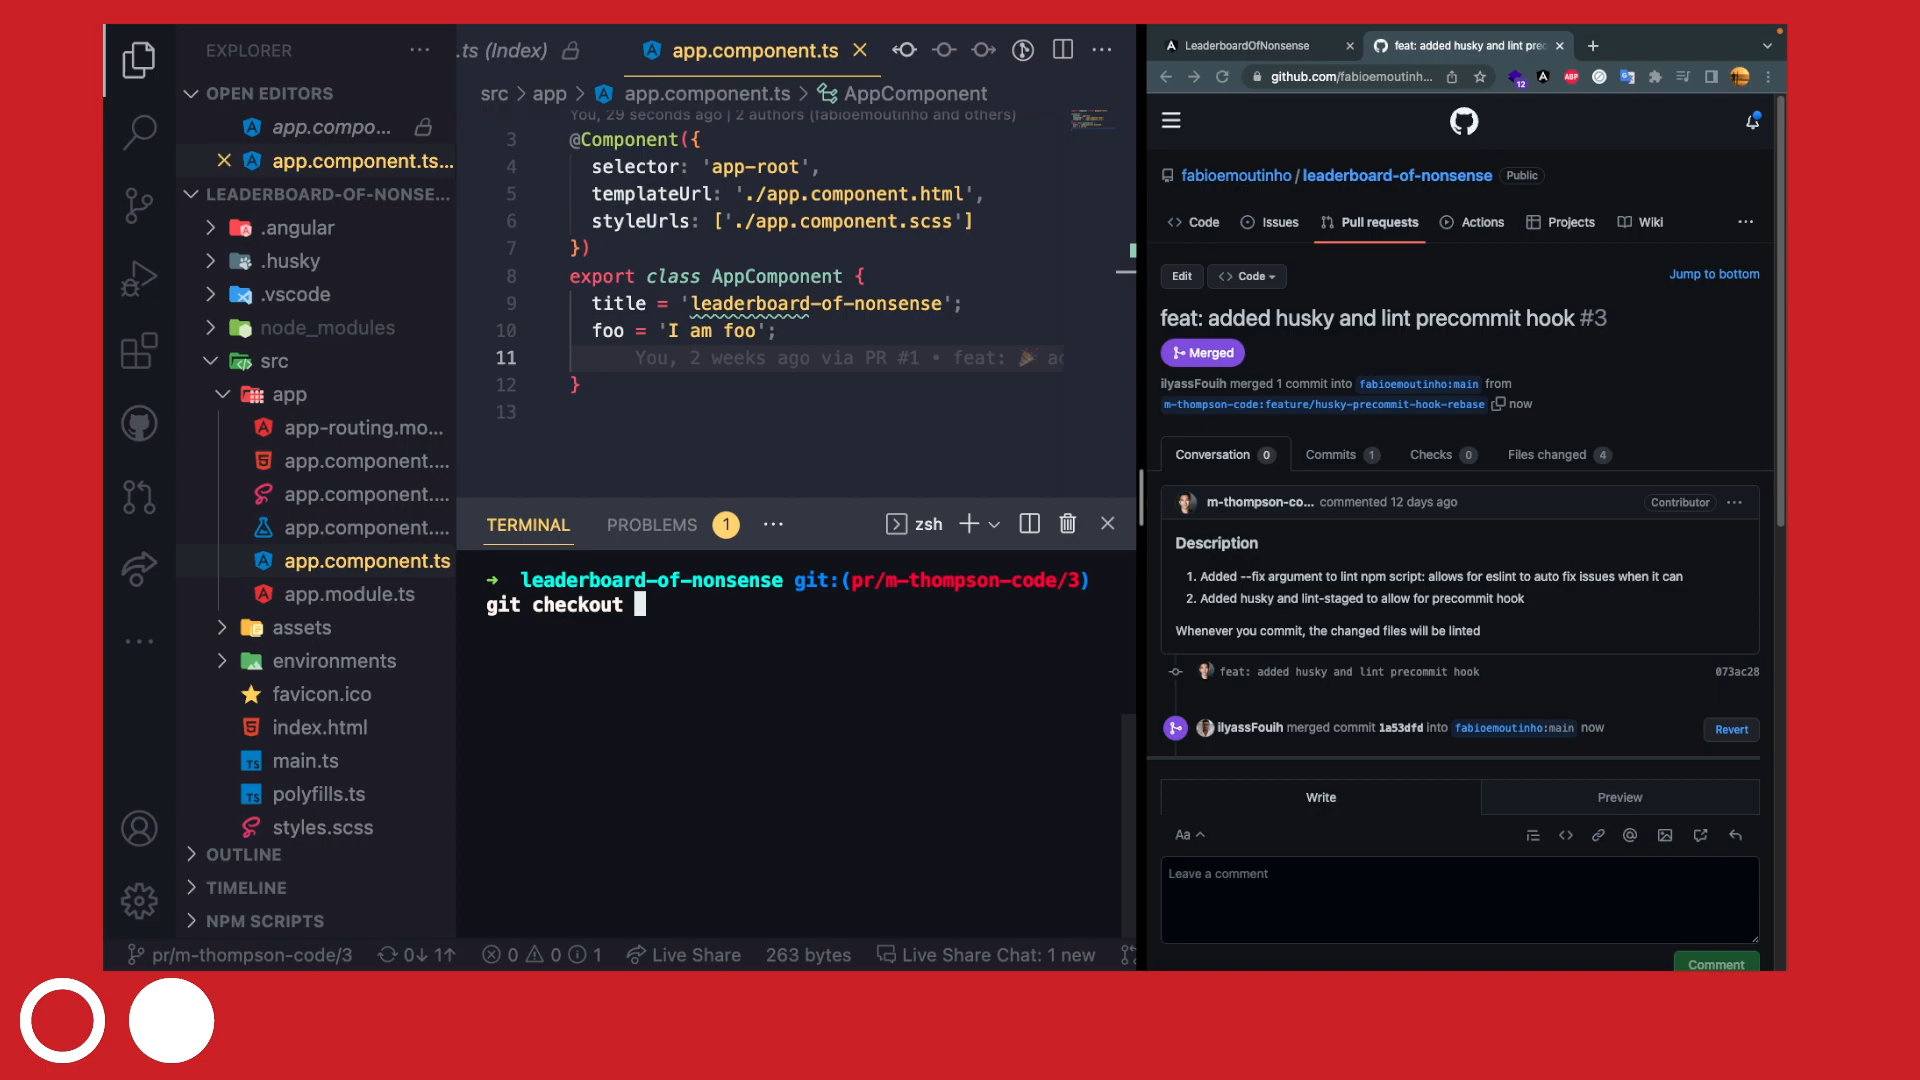 EXPLORER
OPEN EDITORS
app.compo...
app.component.ts...
LEADERBOARD-OF-NONSE...
.angular
.husky
.vscode
node_modules
src
app
app-routing.mo...
app.component....
app.component....
app.component....
app.component.ts
app.module.ts
assets
environments
favicon.ico
index.html
main.ts
polyfills.ts
styles.scss
OUTLINE
TIMELINE
NPM SCRIPTS
.ts (Index)
app.component.ts
src > app > app.component.ts > AppComponent
You, 29 seconds ago | 2 authors (fabioemoutinho and others)
3 @Component({
4 selector: 'app-root',
5 templateUrl: './app.component.html',
6 styleUrls: ['./app.component.scss']
7 })
8 export class AppComponent {
9 title = 'leaderboard-of-nonsense';
10 foo = 'I am foo';
11 You, 2 weeks ago via PR #1 • feat: 🎉 ac
12 }
13
TERMINAL PROBLEMS 1 ... zsh
➜ leaderboard-of-nonsense git:(pr/m-thompson-code/3)
git checkout
pr/m-thompson-code/3 0↓ 1↑ 0 0 1 Live Share 263 bytes Live Share Chat: 1 new
LeaderboardOfNonsense
feat: added husky and lint prec
github.com/fabioemoutinh...
ABP
12
fabioemoutinho / leaderboard-of-nonsense Public
Code Issues Pull requests Actions Projects Wiki ...
Edit Code Jump to bottom
feat: added husky and lint precommit hook #3
Merged
ilyassFouih merged 1 commit into fabioemoutinho:main from
m-thompson-code:feature/husky-precommit-hook-rebase now
Conversation 0 Commits 1 Checks 0 Files changed 4
m-thompson-co... commented 12 days ago Contributor ...
Description
1. Added --fix argument to lint npm script: allows for eslint to auto fix issues when it can
2. Added husky and lint-staged to allow for precommit hook
Whenever you commit, the changed files will be linted
feat: added husky and lint precommit hook 073ac28
ilyassFouih merged commit 1a53dfd into fabioemoutinho:main now Revert
Write Preview
Aa
Leave a comment
Comment